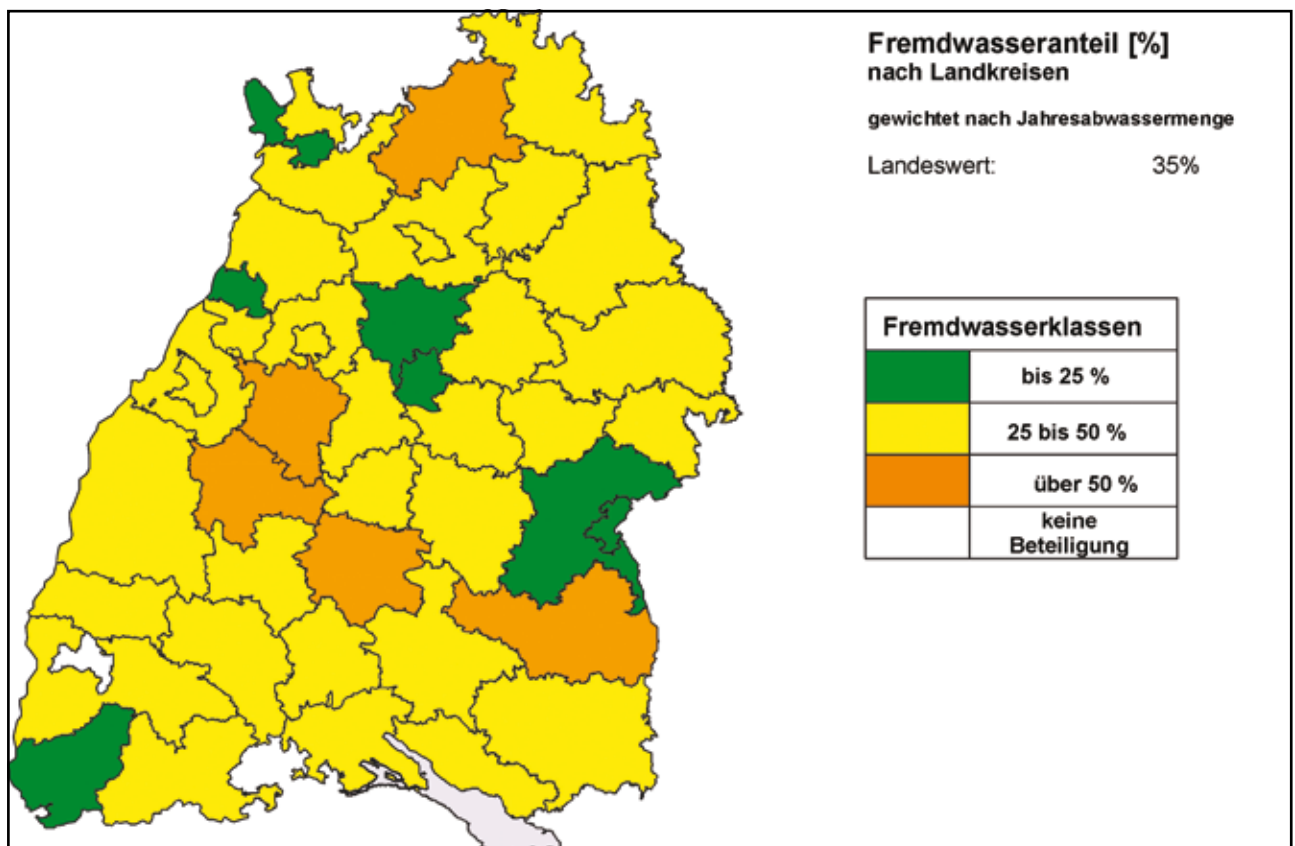 Fremdwasseranteil [%]
nach Landkreisen
gewichtet nach Jahresabwassermenge
Landeswert: 35%
Fremdwasserklassen
bis 25 %
25 bis 50 %
über 50 %
keine
Beteiligung